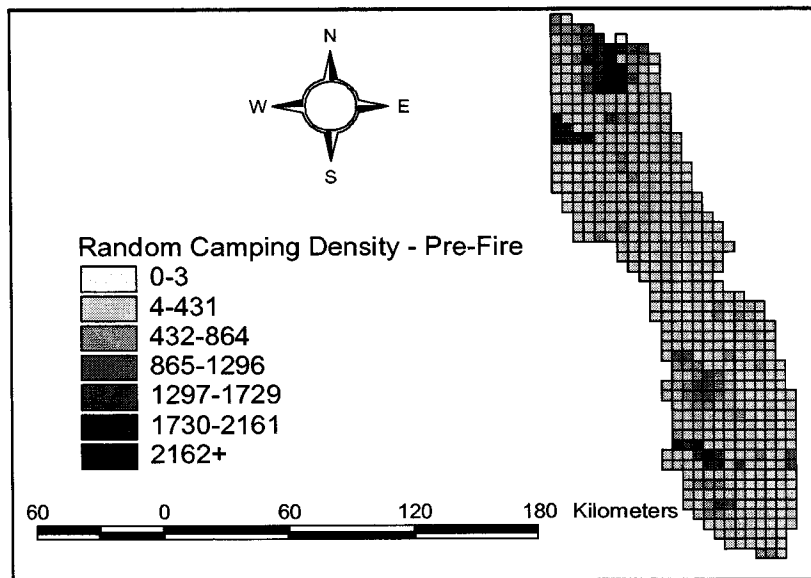 N
W E
S
Random Camping Density - Pre-Fire
0-3
4-431
432-864
865-1296
1297-1729
1730-2161
2162+
60 0 60 120 180 Kilometers